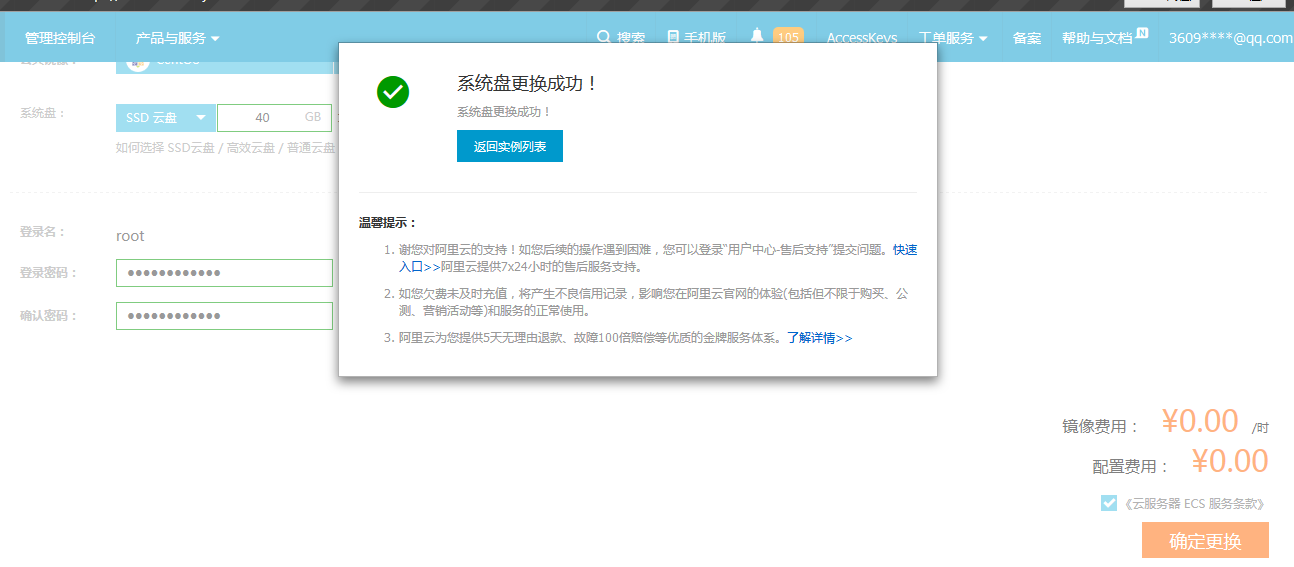 管理控制台 产品与服务 搜索 手机版 105 AccessKeys 工单服务 备案 帮助与文档 N 3609****@qq.com
系统盘： SSD 云盘 40 GB
如何选择 SSD云盘 / 高效云盘 / 普通云盘
系统盘更换成功！
系统盘更换成功！
返回实例列表
温馨提示：
1. 谢您对阿里云的支持！如您后续的操作遇到困难，您可以登录“用户中心-售后支持”提交问题。快速
入口>>阿里云提供7x24小时的售后服务支持。
2. 如您欠费未及时充值，将产生不良信用记录，影响您在阿里云官网的体验(包括但不限于购买、公
测、营销活动等)和服务的正常使用。
3. 阿里云为您提供5天无理由退款、故障100倍赔偿等优质的金牌服务体系。了解详情>>
登录名： root
登录密码： ●●●●●●●●●●●●
确认密码： ●●●●●●●●●●●●
镜像费用： ¥0.00 /时
配置费用： ¥0.00
《云服务器 ECS 服务条款》
确定更换